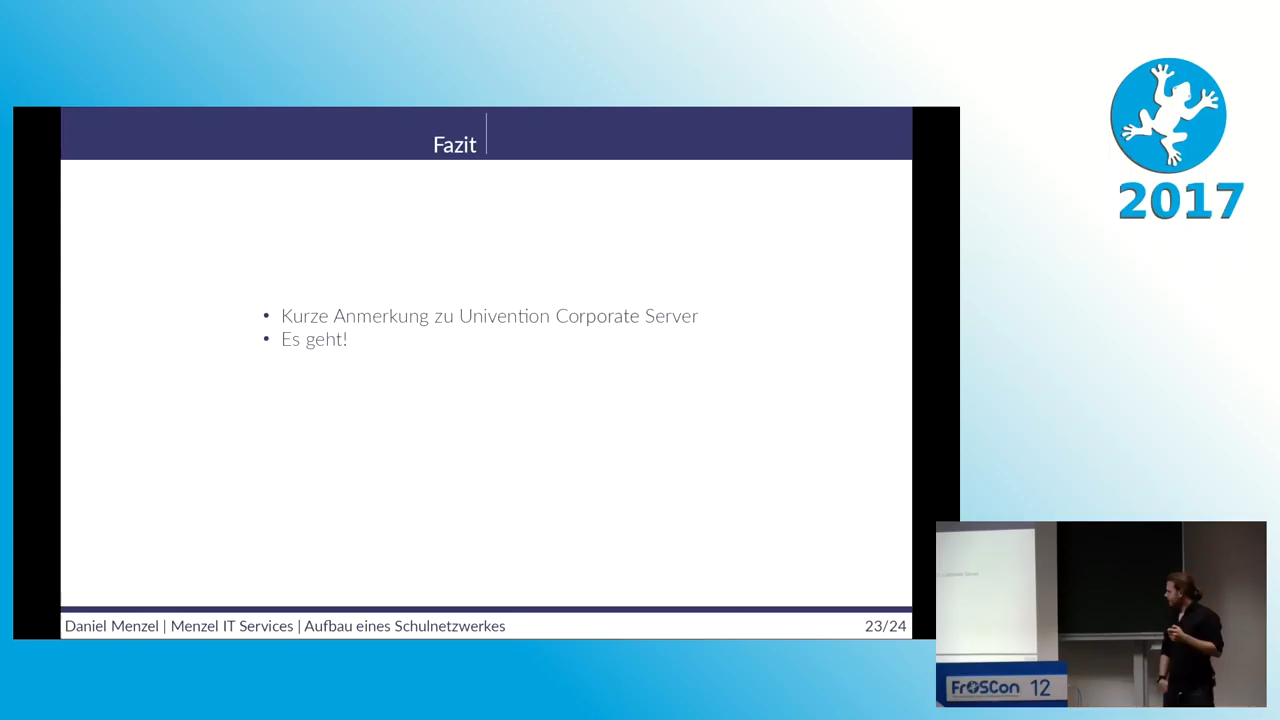 Fazit
• Kurze Anmerkung zu Univention Corporate Server
• Es geht!
Daniel Menzel | Menzel IT Services | Aufbau eines Schulnetzwerkes
23/24
2017
FrOSCon 12